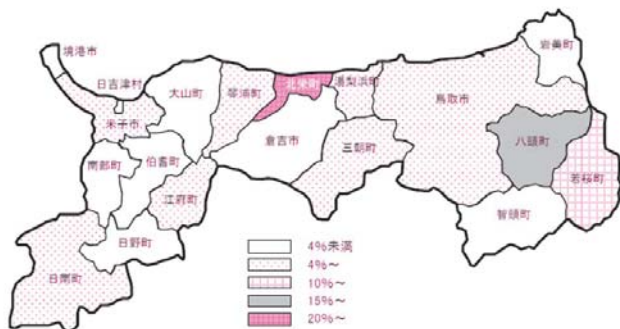 岩美町
境港市
日吉津村
大山町
琴浦町
北栄町
湯梨浜町
鳥取市
米子市
八頭町
倉吉市
三朝町
南部町
伯耆町
若桜町
江府町
智頭町
日野町
日南町
4%未満
4%～
10%～
15%～
20%～